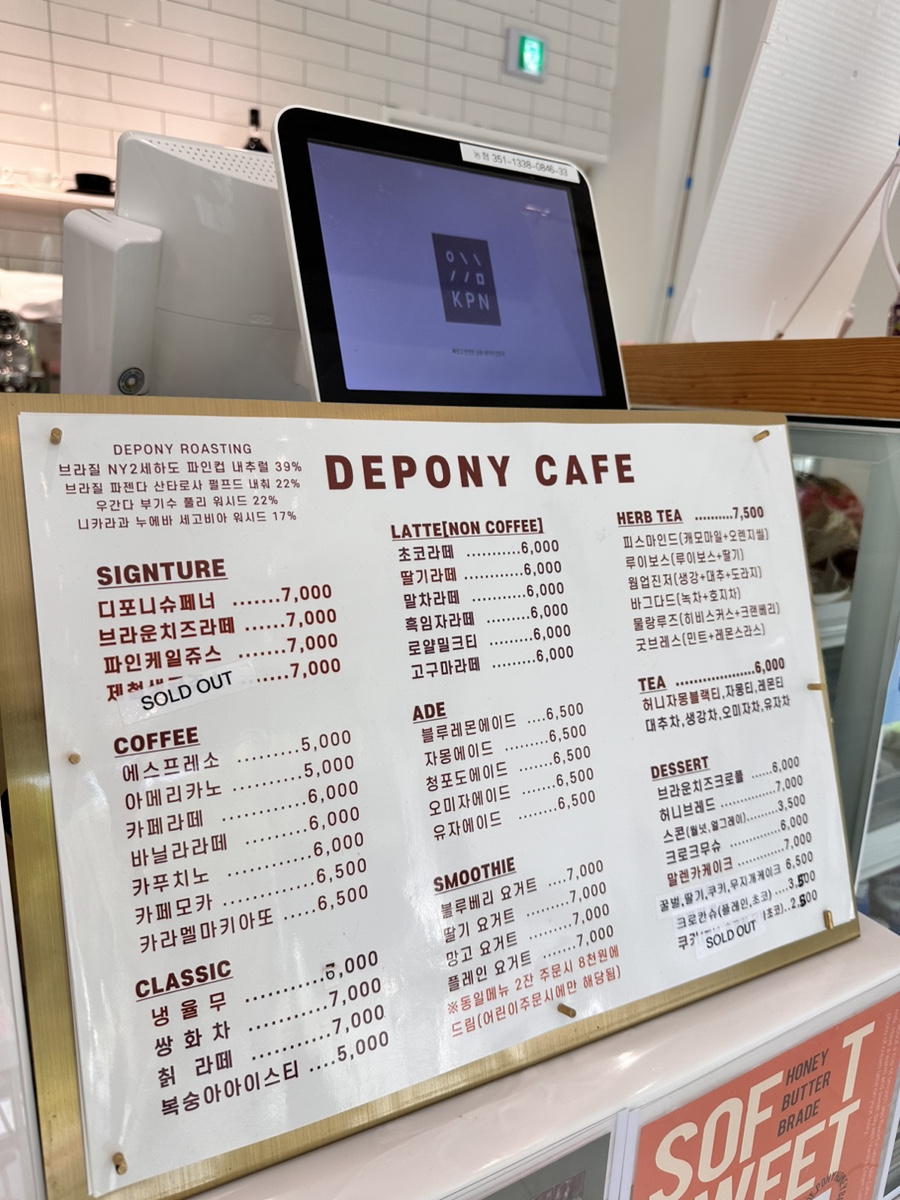 농협 351-1338-0846-33
KPN
DEPONY ROASTING
브라질 NY2세하도 파인컵 내추럴 39%
브라질 파젠다 산타로사 펄프드 내춰 22%
우간다 부기수 풀리 워시드 22%
니카라과 누에바 세고비아 워시드 17%
DEPONY CAFE
SIGNTURE
디포니슈페너 .......7,000
브라운치즈라떼 ......7,000
파인케일쥬스 .......7,000
제철생 .....7,000
SOLD OUT
COFFEE
에스프레소 .........5,000
아메리카노 .........5,000
카페라떼 ..........6,000
바닐라라떼 ........6,000
카푸치노 ..........6,000
카페모카 .........6,500
카라멜마키아또 .....6,500
CLASSIC
냉 율 무 ..........6,000
쌍 화 차 ..........7,000
칡 라떼 ..........7,000
복숭아아이스티 ....5,000
LATTE[NON COFFEE]
초코라떼 ...........6,000
딸기라떼 ...........6,000
말차라떼 ..........6,000
흑임자라떼 ........6,000
로얄밀크티 ........6,000
고구마라떼 ........6,000
ADE
블루레몬에이드 ....6,500
자몽에이드 ........6,500
청포도에이드 ......6,500
오미자에이드 ......6,500
유자에이드 ........6,500
SMOOTHIE
블루베리 요거트 ...7,000
딸기 요거트 .......7,000
망고 요거트 .......7,000
플레인 요거트 .....7,000
※동일메뉴 2잔 주문시 8천원에
드림(어린이주문시에만 해당됨)
HERB TEA ..........7,500
피스마인드(캐모마일+오렌지필)
루이보스(루이보스+딸기)
웜업진저(생강+대추+도라지)
바그다드(녹차+호지차)
물랑루즈(히비스커스+크랜베리)
굿브레스(민트+레몬스라스)
TEA ...................6,000
허니자몽블랙티,자몽티,레몬티
대추차,생강차,오미자차,유자차
DESSERT
브라운치즈크로플 .....6,000
허니브레드 ..............7,000
스콘(월넛,얼그레이).......3,500
크로크무슈 .............6,000
말렌카케이크 ..........7,000
꿀벌,딸기,쿠키,무지개케이크 6,500
크로칸슈(플레인,초코) ...3,500
쿠키 초코)..2,500
SOLD OUT
SOFT
HONEY
BUTTER
BRADE
SWEET